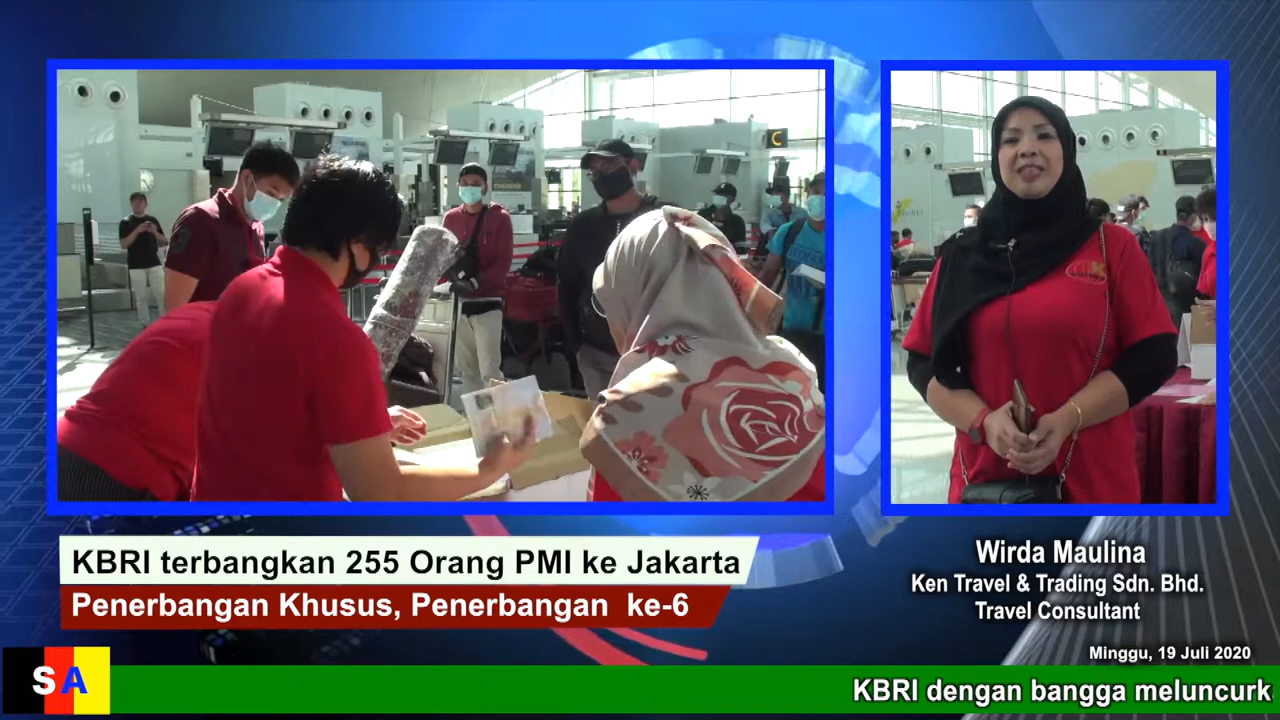 C
KBRI terbangkan 255 Orang PMI ke Jakarta
Penerbangan Khusus, Penerbangan ke-6
Wirda Maulina
Ken Travel & Trading Sdn. Bhd.
Travel Consultant
Minggu, 19 Juli 2020
SA
KBRI dengan bangga meluncurk